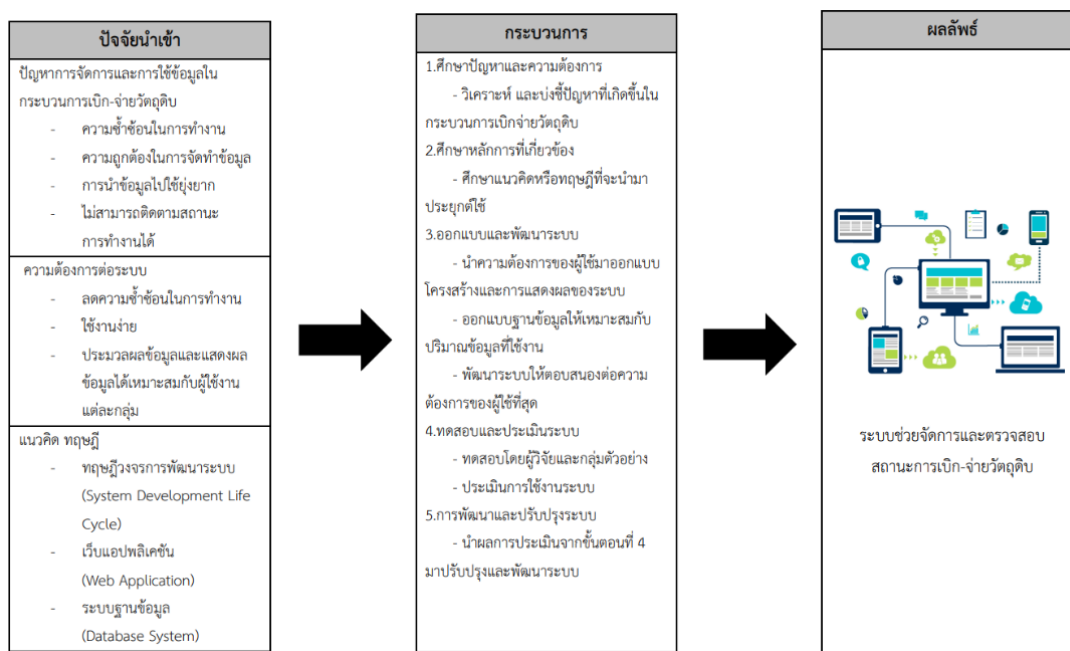 ปัจจัยนำเข้า
ปัญหาการจัดการและการใช้ข้อมูลใน
กระบวนการเบิก-จ่ายวัตถุดิบ
- ความซ้ำซ้อนในการทำงาน
- ความถูกต้องในการจัดทำข้อมูล
- การนำข้อมูลไปใช้ยุ่งยาก
- ไม่สามารถติดตามสถานะ
การทำงานได้
ความต้องการต่อระบบ
- ลดความซ้ำซ้อนในการทำงาน
- ใช้งานง่าย
- ประมวลผลข้อมูลและแสดงผล
ข้อมูลได้เหมาะสมกับผู้ใช้งาน
แต่ละกลุ่ม
แนวคิด ทฤษฎี
- ทฤษฎีวงจรการพัฒนาระบบ
(System Development Life
Cycle)
- เว็บแอปพลิเคชัน
(Web Application)
- ระบบฐานข้อมูล
(Database System)
กระบวนการ
1.ศึกษาปัญหาและความต้องการ
- วิเคราะห์ และบ่งชี้ปัญหาที่เกิดขึ้นใน
กระบวนการเบิกจ่ายวัตถุดิบ
2.ศึกษาหลักการที่เกี่ยวข้อง
- ศึกษาแนวคิดหรือทฤษฎีที่จะนำมา
ประยุกต์ใช้
3.ออกแบบและพัฒนาระบบ
- นำความต้องการของผู้ใช้มาออกแบบ
โครงสร้างและการแสดงผลของระบบ
- ออกแบบฐานข้อมูลให้เหมาะสมกับ
ปริมาณข้อมูลที่ใช้งาน
- พัฒนาระบบให้ตอบสนองต่อความ
ต้องการของผู้ใช้ที่สุด
4.ทดสอบและประเมินระบบ
- ทดสอบโดยผู้วิจัยและกลุ่มตัวอย่าง
- ประเมินการใช้งานระบบ
5.การพัฒนาและปรับปรุงระบบ
- นำผลการประเมินจากขั้นตอนที่ 4
มาปรับปรุงและพัฒนาระบบ
ผลลัพธ์
ระบบช่วยจัดการและตรวจสอบ
สถานะการเบิก-จ่ายวัตถุดิบ